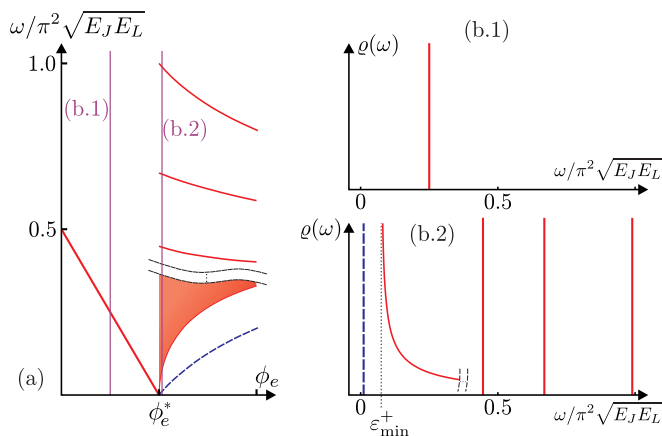 ω/π²√E_J E_L
1.0
(b.1)
(b.2)
0.5
(a)
ϕ_e^*
ϕ_e
ϱ(ω)
(b.1)
ω/π²√E_J E_L
0
0.5
ϱ(ω)
(b.2)
0
0.5
ω/π²√E_J E_L
ε_min^+